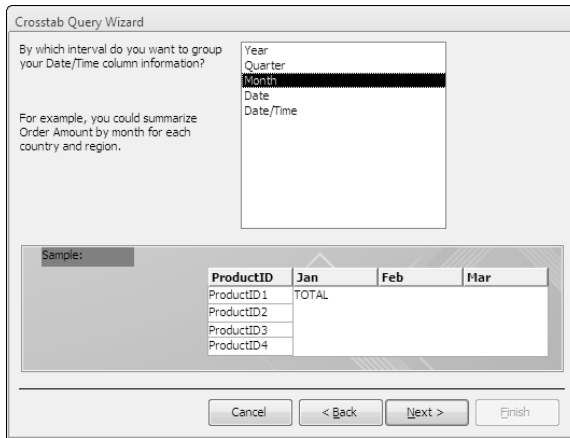 Crosstab Query Wizard
By which interval do you want to group
your Date/Time column information?
For example, you could summarize
Order Amount by month for each
country and region.
Year
Quarter
Month
Date
Date/Time
Sample:
ProductID Jan Feb Mar
ProductID1 TOTAL
ProductID2
ProductID3
ProductID4
Cancel < Back Next > Finish